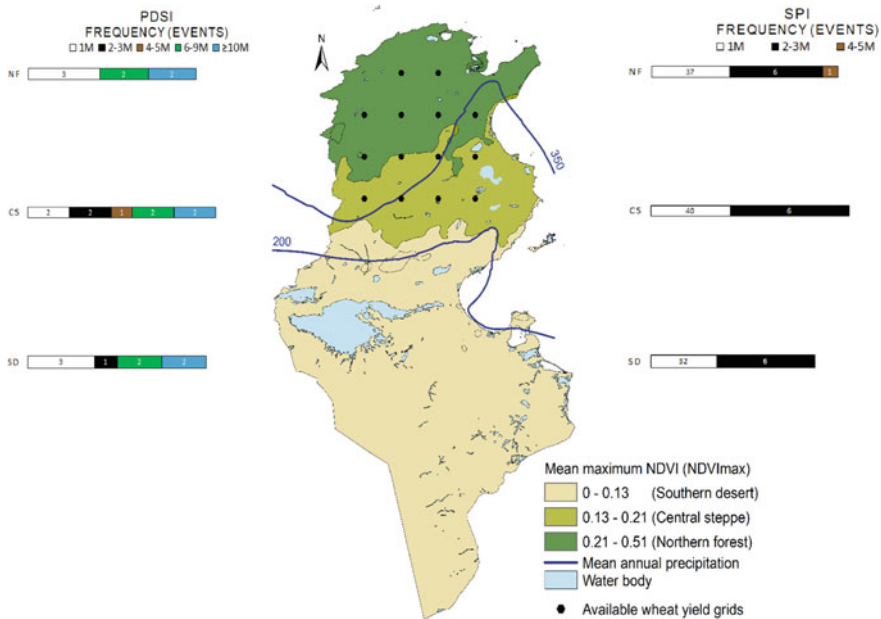 PDSI
FREQUENCY (EVENTS)
1M 2-3M 4-5M 6-9M ≥10M
NF 3 2 2
CS 2 2 1 2 2
SD 3 1 2 2
N
350
200
SPI
FREQUENCY (EVENTS)
1M 2-3M 4-5M
NF 37 6 1
CS 40 6
SD 32 6
Mean maximum NDVI (NDVImax)
0 - 0.13 (Southern desert)
0.13 - 0.21 (Central steppe)
0.21 - 0.51 (Northern forest)
Mean annual precipitation
Water body
Available wheat yield grids